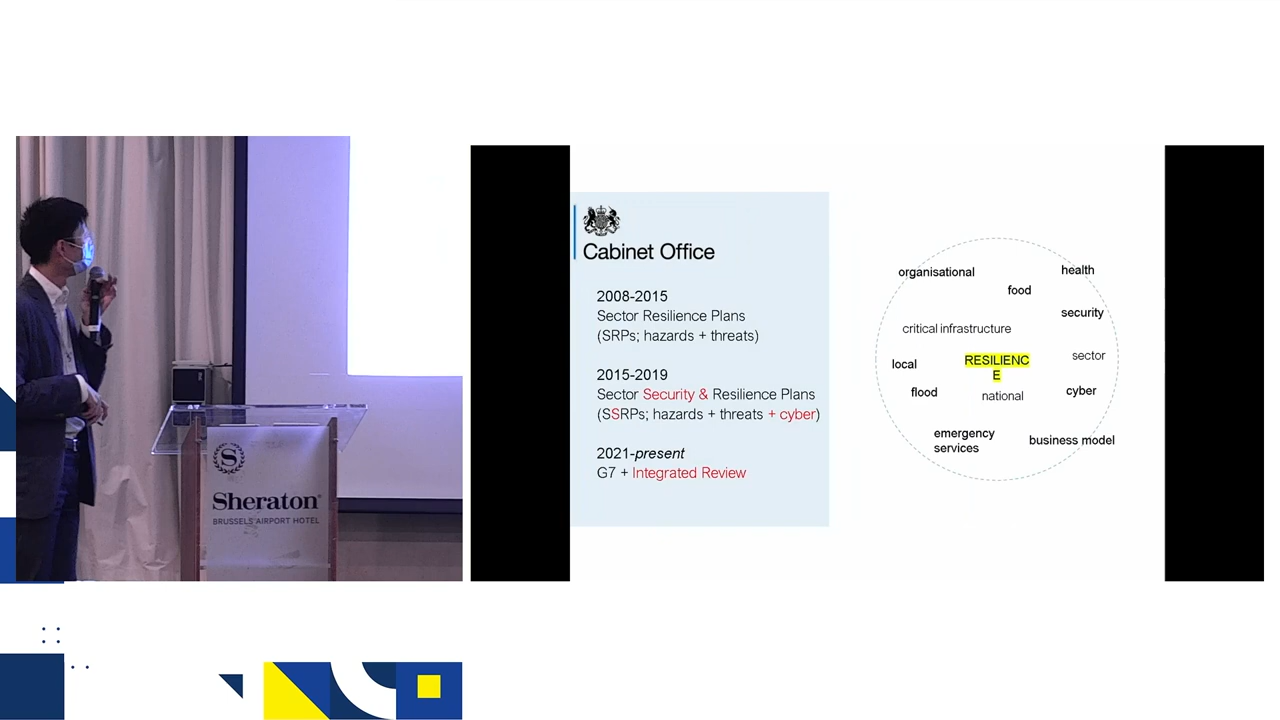 S
Sheraton
BRUSSELS AIRPORT HOTEL
Cabinet Office
2008-2015
Sector Resilience Plans
(SRPs; hazards + threats)
2015-2019
Sector Security & Resilience Plans
(SSRPs; hazards + threats + cyber)
2021-present
G7 + Integrated Review
organisational
health
food
security
critical infrastructure
sector
local
RESILIENC
E
flood
national
cyber
emergency
services
business model